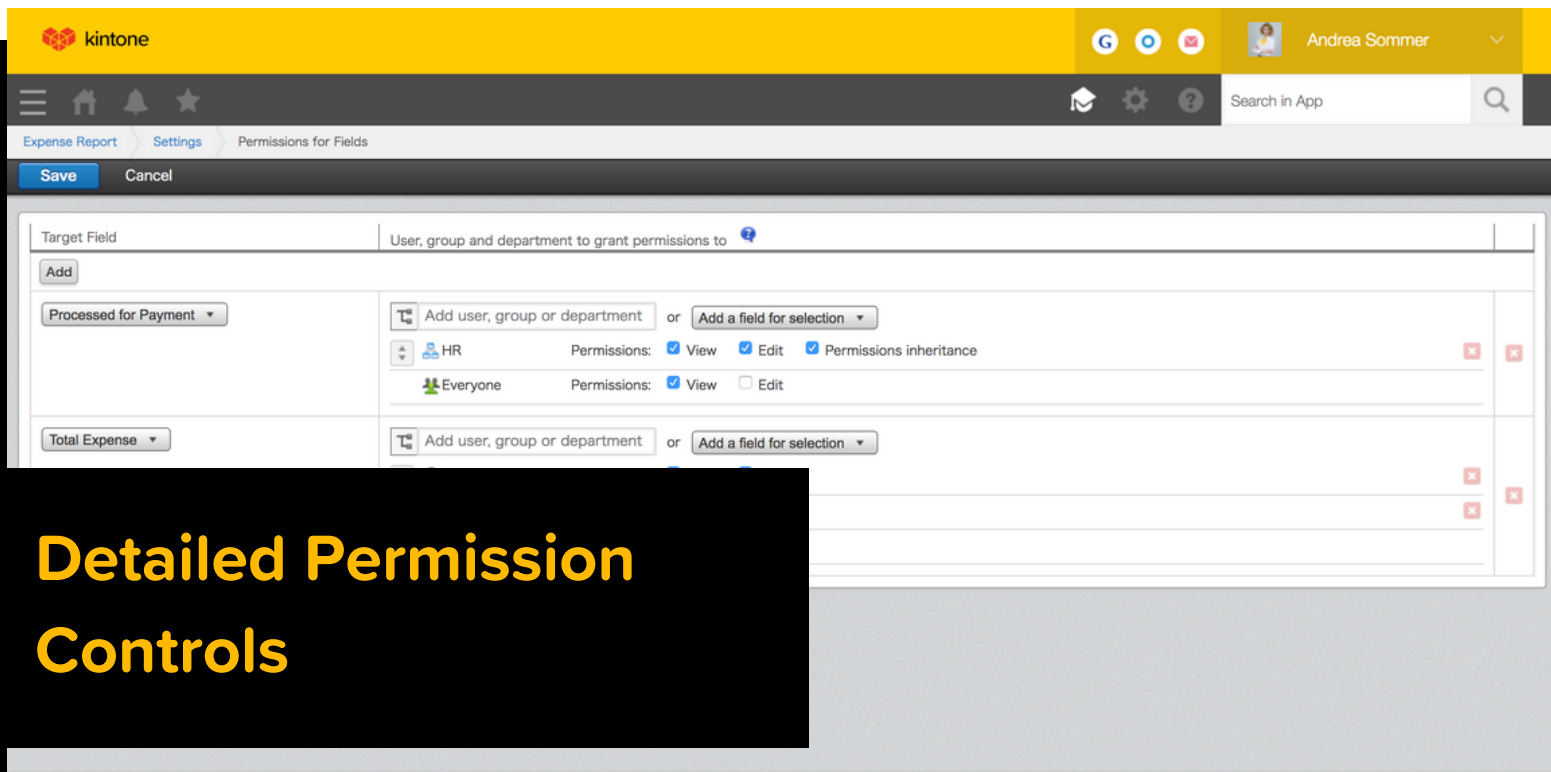 kintone
G
Andrea Sommer
Search in App
Expense Report Settings Permissions for Fields
Save Cancel
Target Field User, group and department to grant permissions to ?
Add
Processed for Payment Add user, group or department or Add a field for selection
HR Permissions: View Edit Permissions inheritance
Everyone Permissions: View Edit
Total Expense Add user, group or department or Add a field for selection
Detailed Permission
Controls